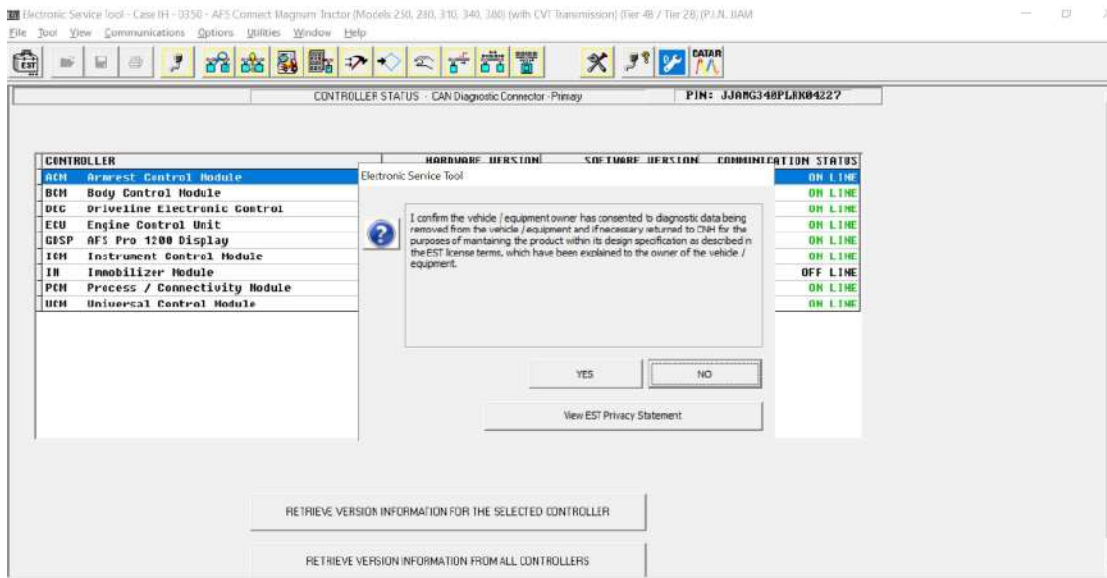 Electronic Service Tool - Case IH - 0350 - AFS Connect Magnum Tractor (Models 250, 280, 310, 340, 380) (with CVT Transmission) (Tier 4B / Tier 2B) (P.I.N. JJAM
File Tool View Communications Options Utilities Window Help
EST
CATAR
CONTROLLER STATUS - CAN Diagnostic Connector - Primary PIN: JJAMG340PLRK04227
CONTROLLER HARDWARE VERSION SOFTWARE VERSION COMMUNICATION STATUS
ACM Armrest Control Module ON LINE
BCM Body Control Module ON LINE
DEC Driveline Electronic Control ON LINE
ECU Engine Control Unit ON LINE
GDSP AFS Pro 1200 Display ON LINE
ICM Instrument Control Module ON LINE
IM Immobilizer Module OFF LINE
PCM Process / Connectivity Module ON LINE
UCM Universal Control Module ON LINE
Electronic Service Tool
I confirm the vehicle / equipment owner has consented to diagnostic data being
removed from the vehicle / equipment and if necessary returned to CNH for the
purposes of maintaining the product within its design specification as described in
the EST license terms, which have been explained to the owner of the vehicle /
equipment.
YES NO
View EST Privacy Statement
RETRIEVE VERSION INFORMATION FOR THE SELECTED CONTROLLER
RETRIEVE VERSION INFORMATION FROM ALL CONTROLLERS